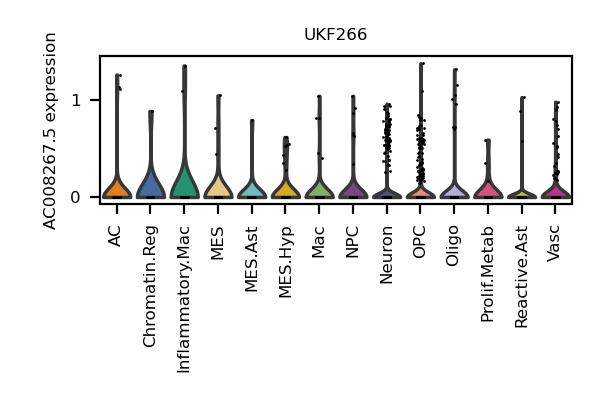 UKF266
AC008267.5 expression
1
0
AC
Chromatin.Reg
Inflammatory.Mac
MES
MES.Ast
MES.Hyp
Mac
NPC
Neuron
OPC
Oligo
Prolif.Metab
Reactive.Ast
Vasc